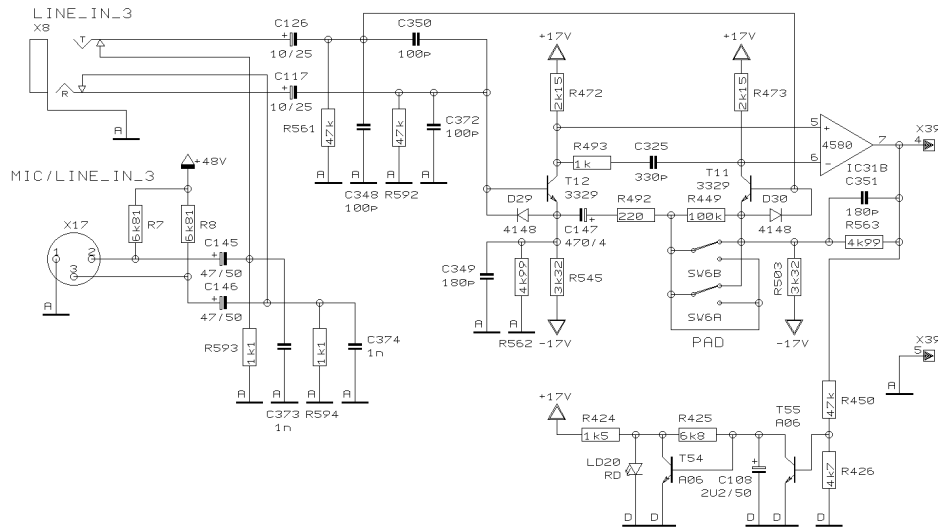 LINE_IN_3
X8
T
R
A
C126
+
10/25
C117
+
10/25
C350
100p
R561
47k
A
C348
100p
47k
R592
A
A
C372
100p
+17V
2k15
R472
+17V
2k15
R473
5
+
6
-
4580
7
IC31B
X39
4
R493
1k
C325
330p
T12
3329
T11
3329
D29
4148
C147
+
470/4
R492
220
R449
100k
D30
4148
C351
180p
R563
4k99
C349
180p
A
4k99
A
R562
3k32
R545
-17V
SW6B
SW6A
PAD
R503
3k32
-17V
MIC/LINE_IN_3
X17
1
2
3
A
+48V
6k81
R7
6k81
R8
C145
+
47/50
C146
+
47/50
R593
1k1
A
A
C373
1n
1k1
R594
A
A
C374
1n
X39
5
A
+17V
R424
1k5
R425
6k8
LD20
RD
D
T54
A06
D
C108
+
2U2/50
D
T55
A06
D
47k
R450
4k7
R426
D